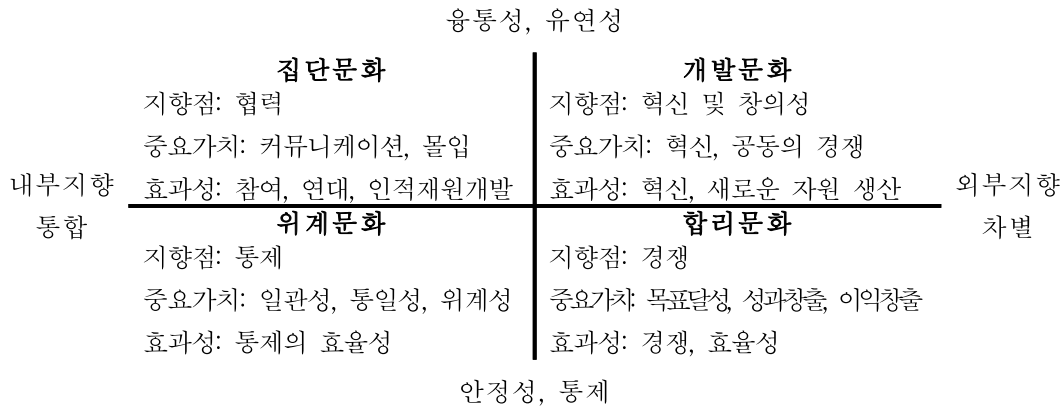 융통성, 유연성
집단문화
지향점: 협력
중요가치: 커뮤니케이션, 몰입
효과성: 참여, 연대, 인적재원개발
개발문화
지향점: 혁신 및 창의성
중요가치: 혁신, 공동의 경쟁
효과성: 혁신, 새로운 자원 생산
내부지향
통합
외부지향
차별
위계문화
지향점: 통제
중요가치: 일관성, 통일성, 위계성
효과성: 통제의 효율성
합리문화
지향점: 경쟁
중요가치: 목표달성, 성과창출, 이익창출
효과성: 경쟁, 효율성
안정성, 통제